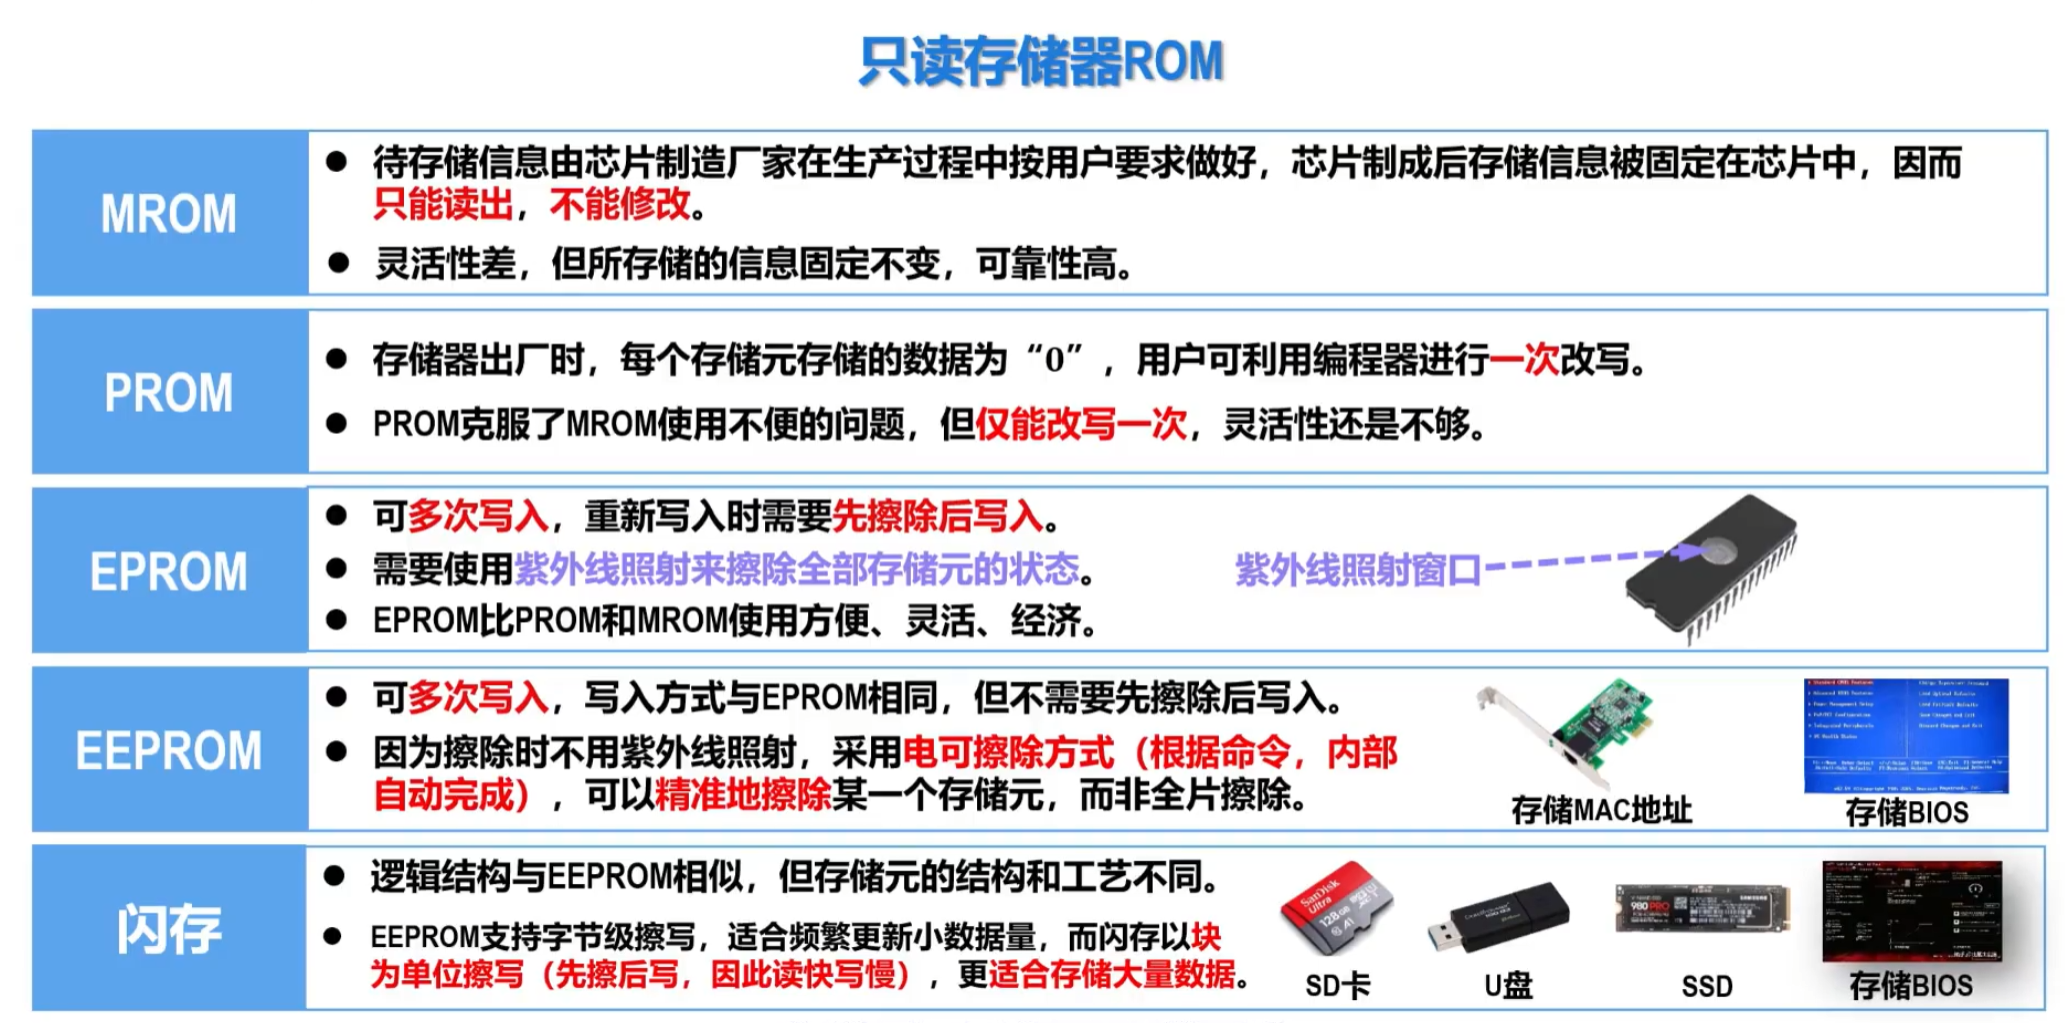 只读存储器ROM
MROM
● 待存储信息由芯片制造厂家在生产过程中按用户要求做好，芯片制成后存储信息被固定在芯片中，因而
只能读出，不能修改。
● 灵活性差，但所存储的信息固定不变，可靠性高。
PROM
● 存储器出厂时，每个存储元存储的数据为“0”，用户可利用编程器进行一次改写。
● PROM克服了MROM使用不便的问题，但仅能改写一次，灵活性还是不够。
EPROM
● 可多次写入，重新写入时需要先擦除后写入。
● 需要使用紫外线照射来擦除全部存储元的状态。
紫外线照射窗口
● EPROM比PROM和MROM使用方便、灵活、经济。
EEPROM
● 可多次写入，写入方式与EPROM相同，但不需要先擦除后写入。
● 因为擦除时不用紫外线照射，采用电可擦除方式（根据命令，内部
自动完成），可以精准地擦除某一个存储元，而非全片擦除。
存储MAC地址
存储BIOS
闪存
● 逻辑结构与EEPROM相似，但存储元的结构和工艺不同。
● EEPROM支持字节级擦写，适合频繁更新小数据量，而闪存以块
为单位擦写（先擦后写，因此读快写慢），更适合存储大量数据。
SanDisk
Ultra
128GB
A1
SD卡
U盘
980 PRO
SSD
存储BIOS